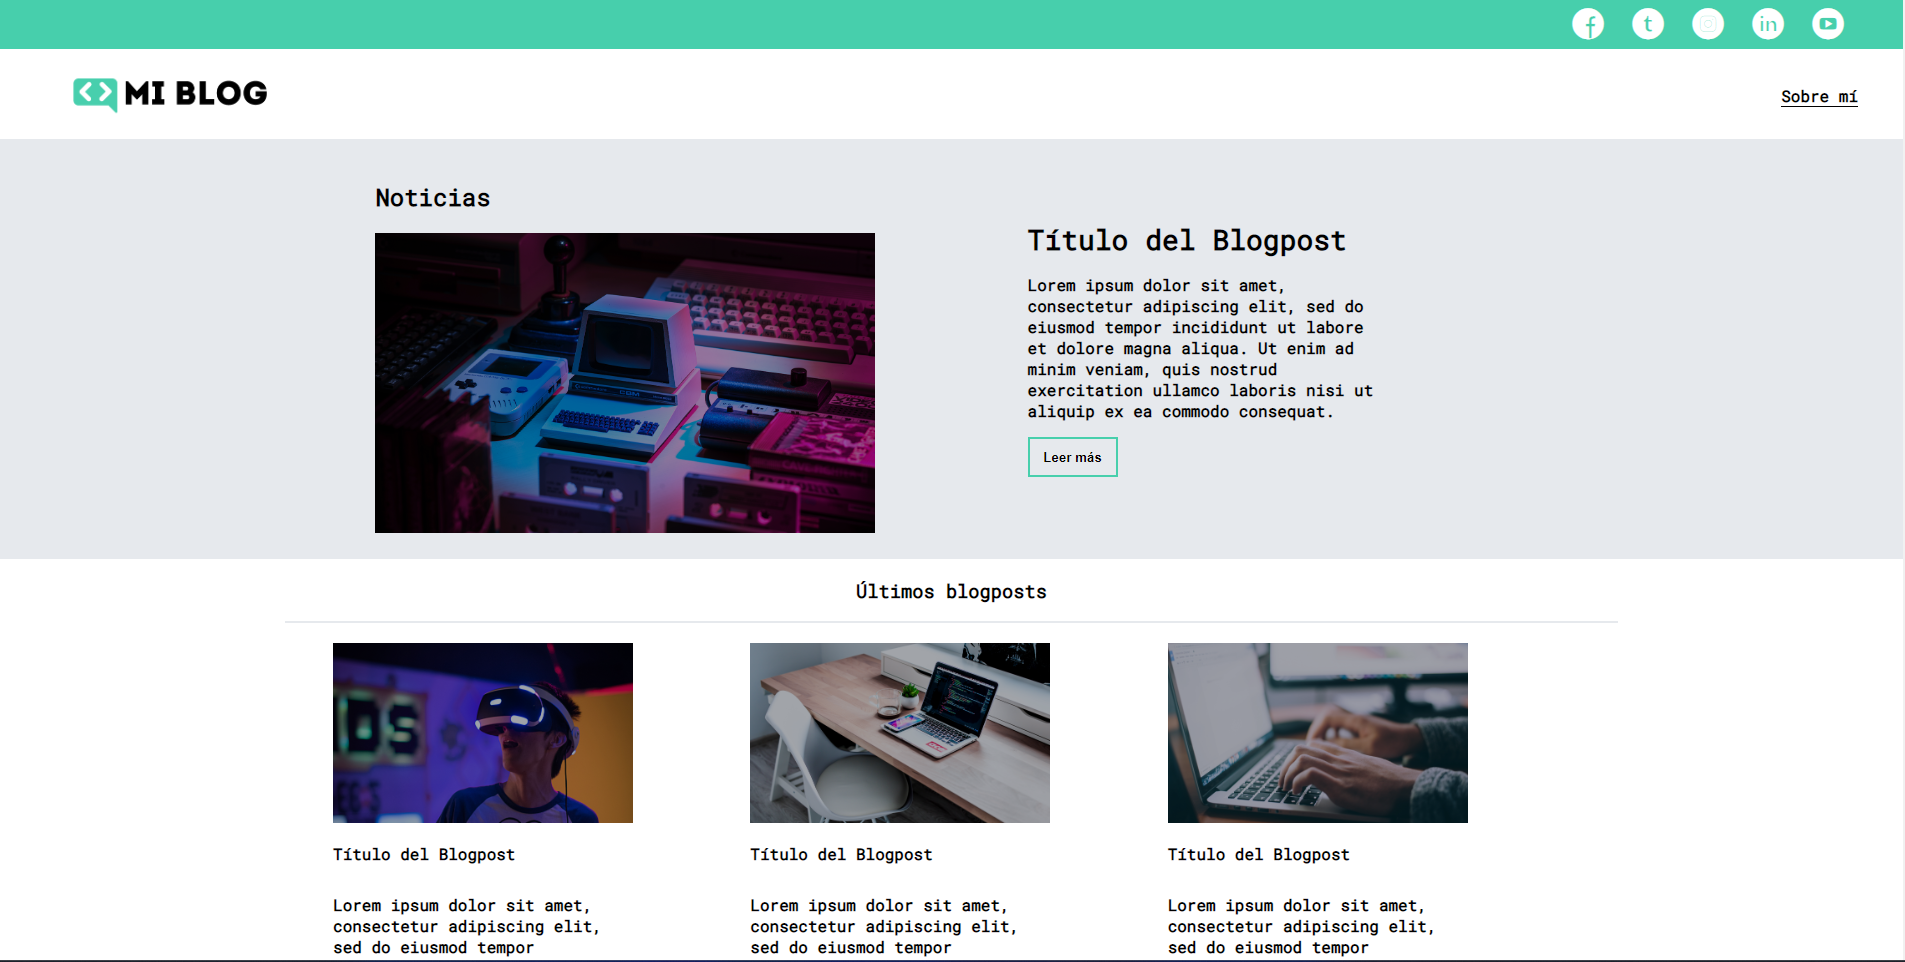 f t in
MI BLOG
Sobre mí
Noticias
Título del Blogpost
Lorem ipsum dolor sit amet,
consectetur adipiscing elit, sed do
eiusmod tempor incididunt ut labore
et dolore magna aliqua. Ut enim ad
minim veniam, quis nostrud
exercitation ullamco laboris nisi ut
aliquip ex ea commodo consequat.
Leer más
Últimos blogposts
Título del Blogpost
Lorem ipsum dolor sit amet,
consectetur adipiscing elit,
sed do eiusmod tempor
Título del Blogpost
Lorem ipsum dolor sit amet,
consectetur adipiscing elit,
sed do eiusmod tempor
Título del Blogpost
Lorem ipsum dolor sit amet,
consectetur adipiscing elit,
sed do eiusmod tempor